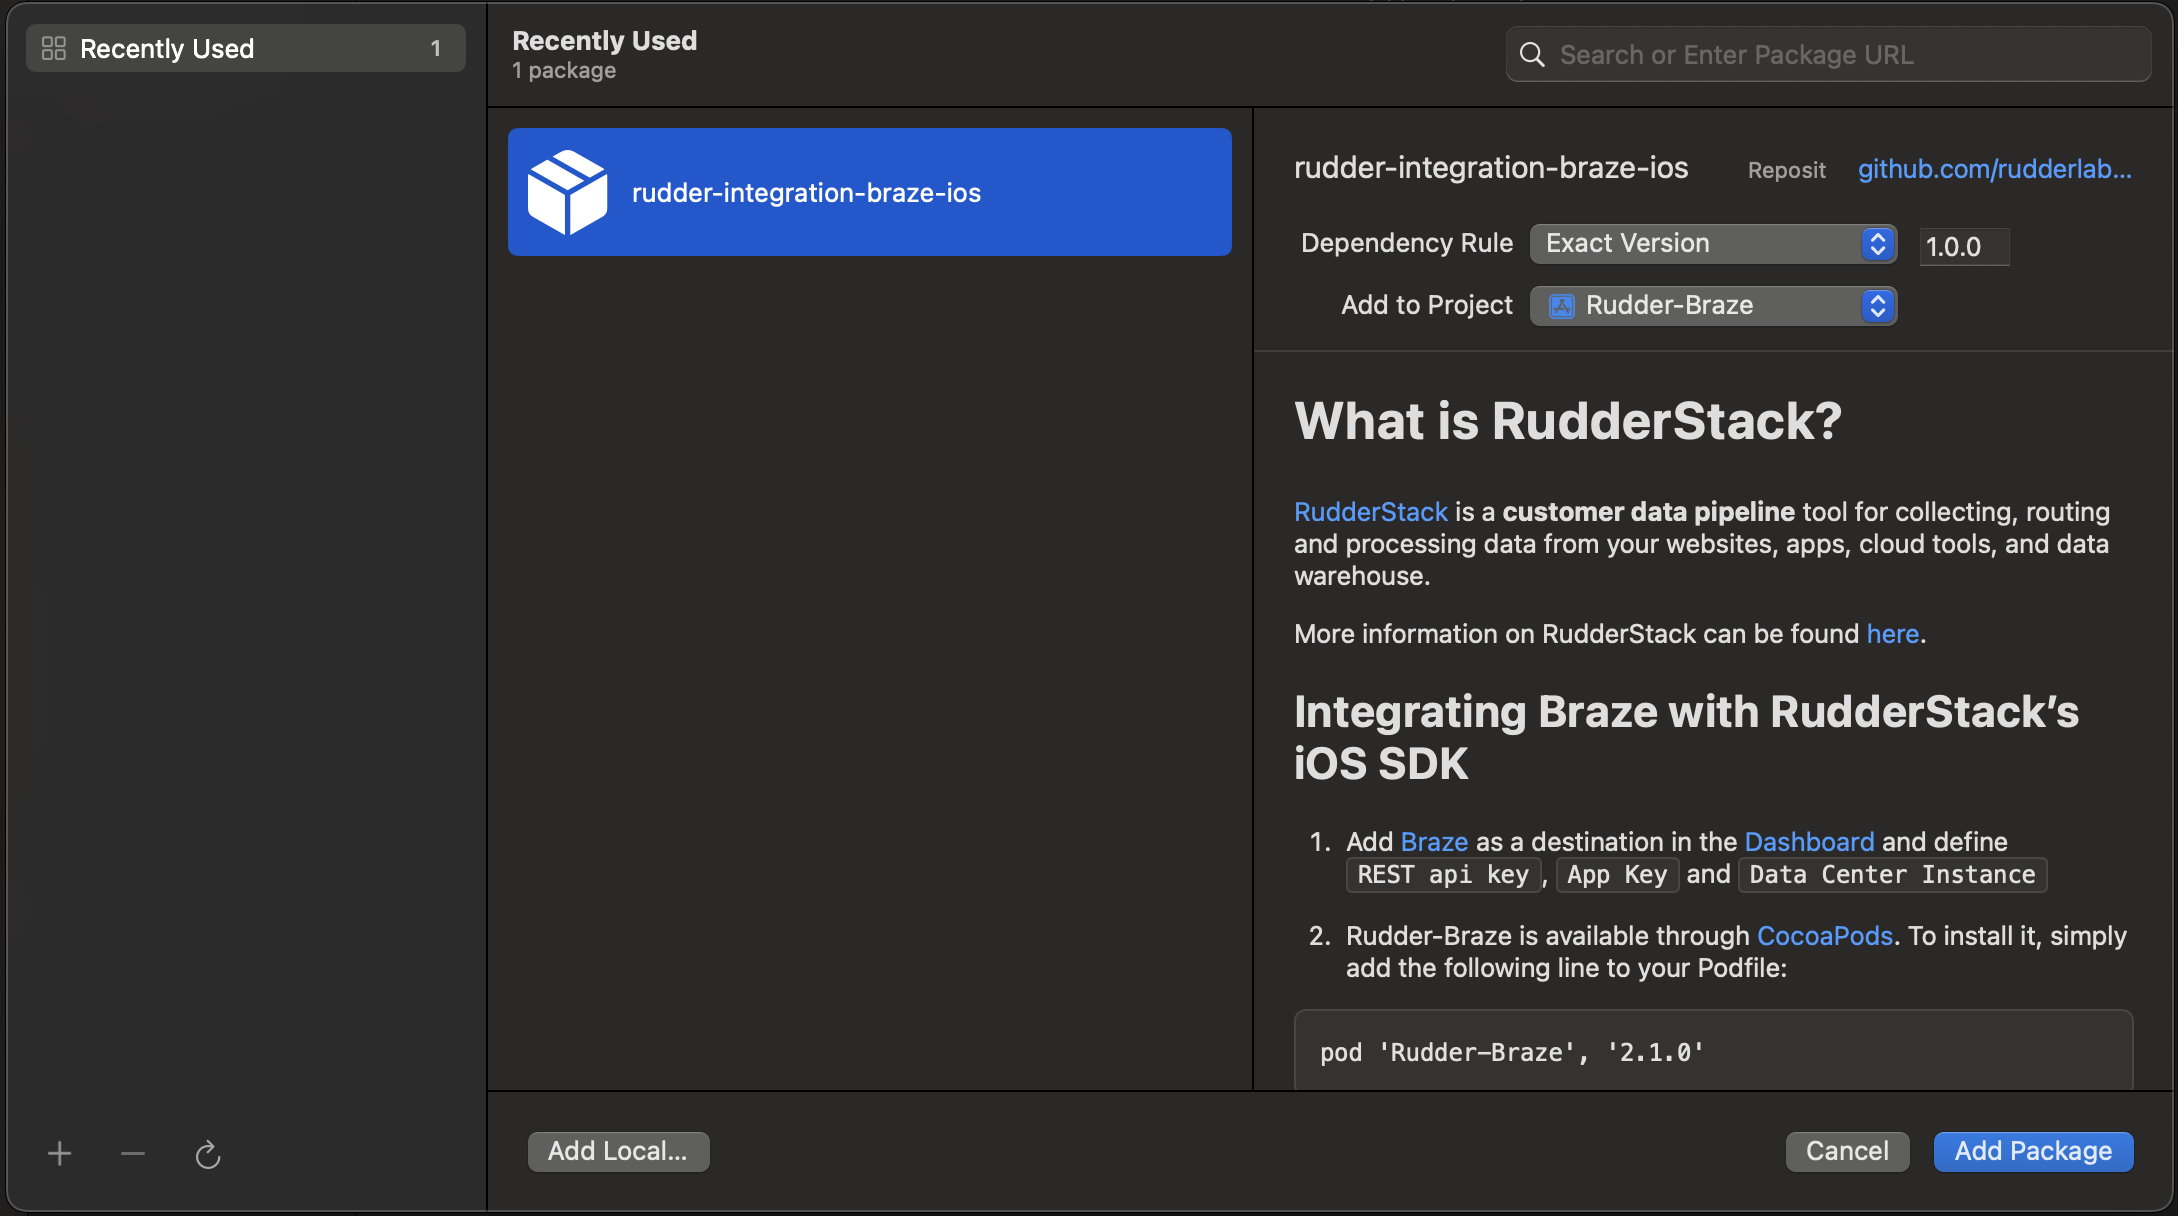 Recently Used 1
Recently Used
1 package
Search or Enter Package URL
rudder-integration-braze-ios
rudder-integration-braze-ios Reposit github.com/rudderlab...
Dependency Rule Exact Version 1.0.0
Add to Project Rudder-Braze
What is RudderStack?
RudderStack is a customer data pipeline tool for collecting, routing
and processing data from your websites, apps, cloud tools, and data
warehouse.
More information on RudderStack can be found here.
Integrating Braze with RudderStack’s
iOS SDK
1. Add Braze as a destination in the Dashboard and define
REST api key, App Key and Data Center Instance
2. Rudder-Braze is available through CocoaPods. To install it, simply
add the following line to your Podfile:
pod 'Rudder-Braze', '2.1.0'
Add Local...
Cancel
Add Package